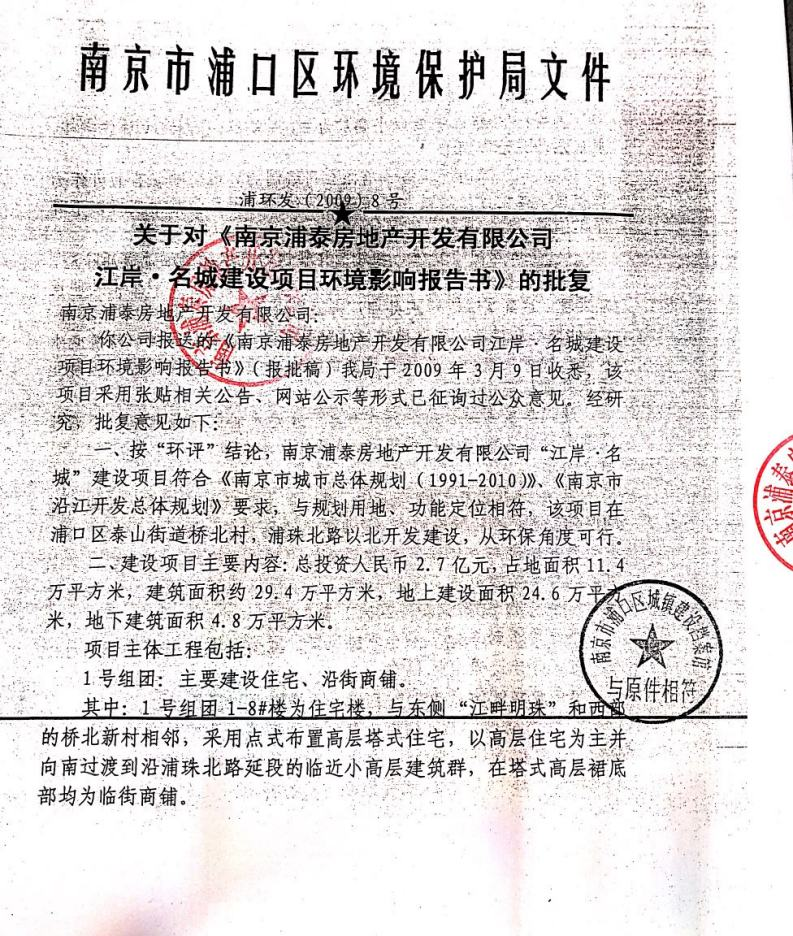 南京市浦口区环境保护局文件
浦环发(2009)8号
关于对《南京浦泰房地产开发有限公司
江岸·名城建设项目环境影响报告书》的批复
南京浦泰房地产开发有限公司：
你公司报送的《南京浦泰房地产开发有限公司江岸·名城建设
项目环境影响报告书》(报批稿)我局于2009年3月9日收悉，该
项目采用张贴相关公告、网站公示等形式已征询过公众意见。经研
究，批复意见如下：
一、按“环评”结论，南京浦泰房地产开发有限公司“江岸·名
城”建设项目符合《南京市城市总体规划(1991-2010)》、《南京市
沿江开发总体规划》要求，与规划用地、功能定位相符，该项目在
浦口区泰山街道桥北村，浦珠北路以北开发建设，从环保角度可行。
二、建设项目主要内容：总投资人民币2.7亿元，占地面积11.4
万平方米，建筑面积约29.4万平方米，地上建设面积24.6万平方
米，地下建筑面积4.8万平方米。
项目主体工程包括：
1号组团：主要建设住宅、沿街商铺。
其中：1号组团1-8#楼为住宅楼，与东侧“江畔明珠”和西部
的桥北新村相邻，采用点式布置高层塔式住宅，以高层住宅为主并
向南过渡到沿浦珠北路延段的临近小高层建筑群，在塔式高层裙底
部均为临街商铺。
南京市浦口区城镇建设档案馆
与原件相符
南京浦泰